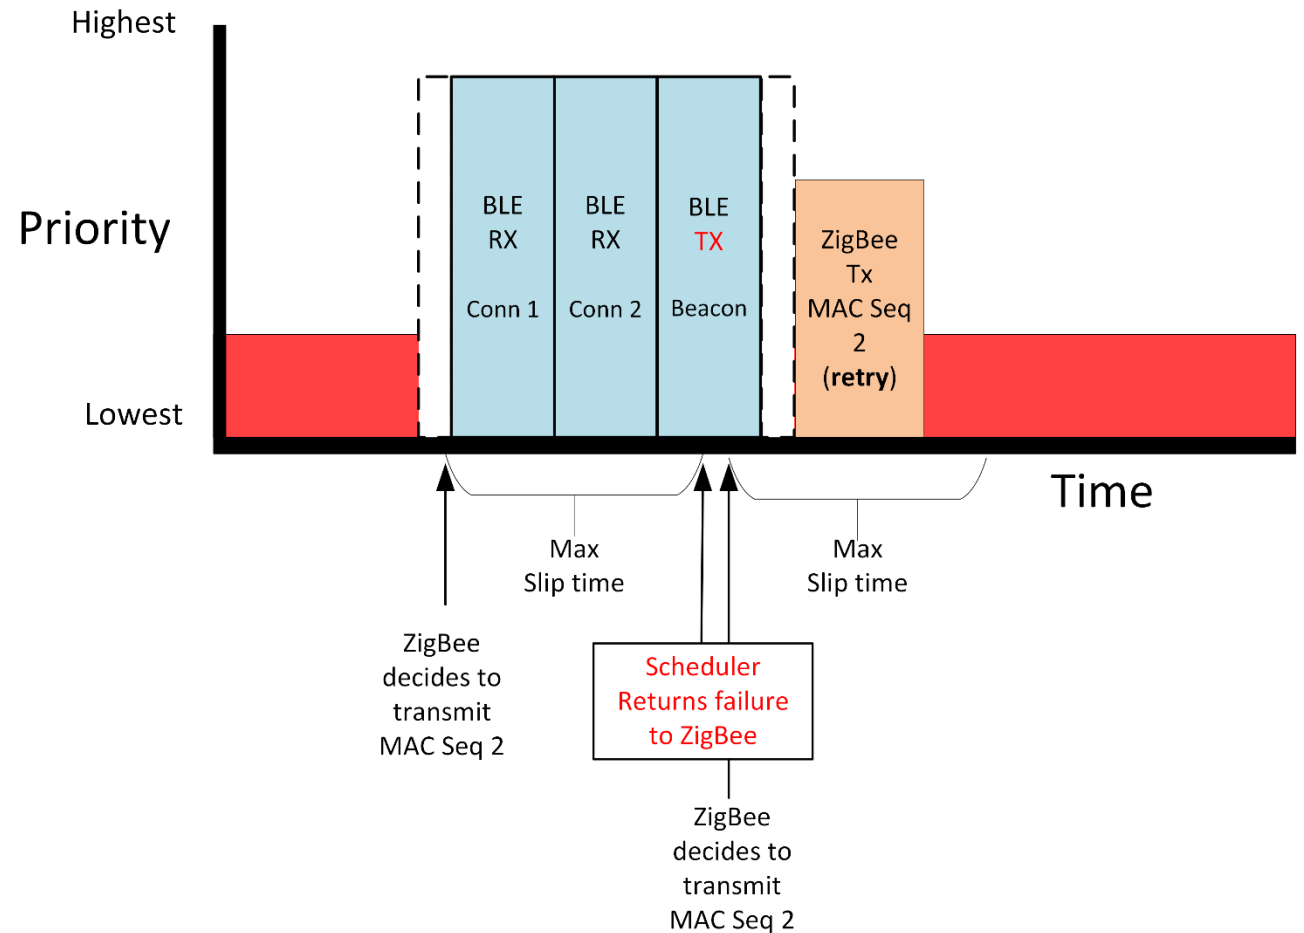 Highest
Priority
Lowest
BLE
RX
Conn 1
BLE
RX
Conn 2
BLE
TX
Beacon
ZigBee
Tx
MAC Seq
2
(retry)
Time
Max
Slip time
Max
Slip time
ZigBee
decides to
transmit
MAC Seq 2
Scheduler
Returns failure
to ZigBee
ZigBee
decides to
transmit
MAC Seq 2